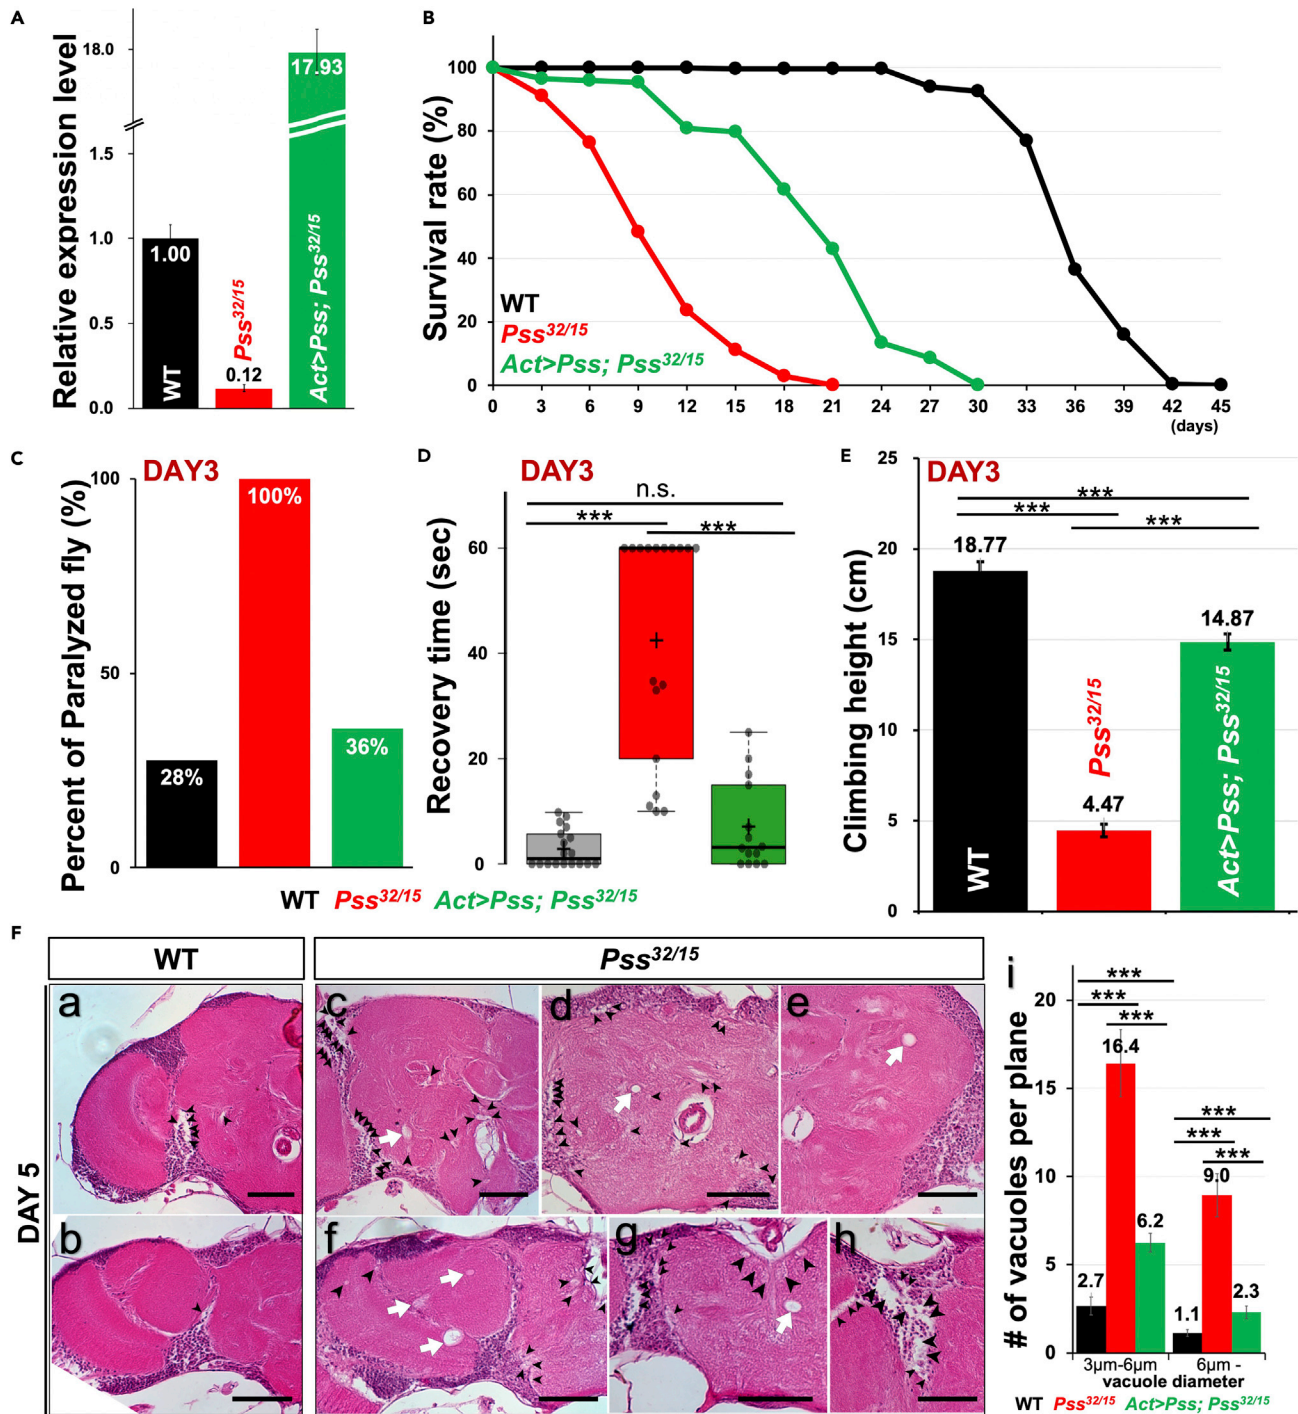 A
Relative expression level
18.0
1.5
1.0
0.5
0.0
1.00
WT
Pss32/15
0.12
17.93
Act>Pss; Pss32/15
B
Survival rate (%)
100
80
60
40
20
0
WT
Pss32/15
Act>Pss; Pss32/15
0 3 6 9 12 15 18 21 24 27 30 33 36 39 42 45
(days)
C
DAY3
Percent of Paralyzed fly (%)
100
50
0
28%
100%
36%
D
DAY3
Recovery time (sec)
60
40
20
0
n.s.
***
***
WT Pss32/15 Act>Pss; Pss32/15
E
DAY3
Climbing height (cm)
25
20
15
10
5
0
***
***
***
18.77
WT
4.47
Pss32/15
14.87
Act>Pss; Pss32/15
F
WT
Pss32/15
DAY 5
a
c
d
e
b
f
g
h
i
# of vacuoles per plane
20
15
10
5
0
***
***
***
16.4
2.7
6.2
***
***
***
9.0
1.1
2.3
3μm-6μm 6μm -
vacuole diameter
WT Pss32/15 Act>Pss; Pss32/15